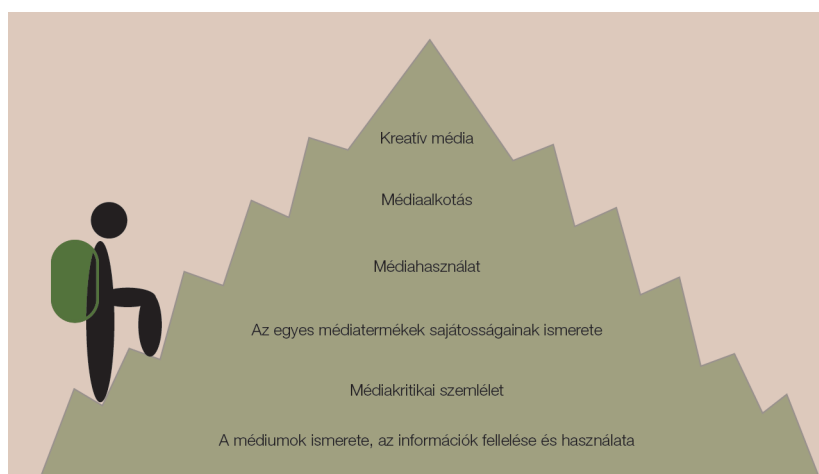 Kreatív média
Médiaalkotás
Médiahasználat
Az egyes médiatermékek sajátosságainak ismerete
Médiakritikai szemlélet
A médiumok ismerete, az információk fellelése és használata